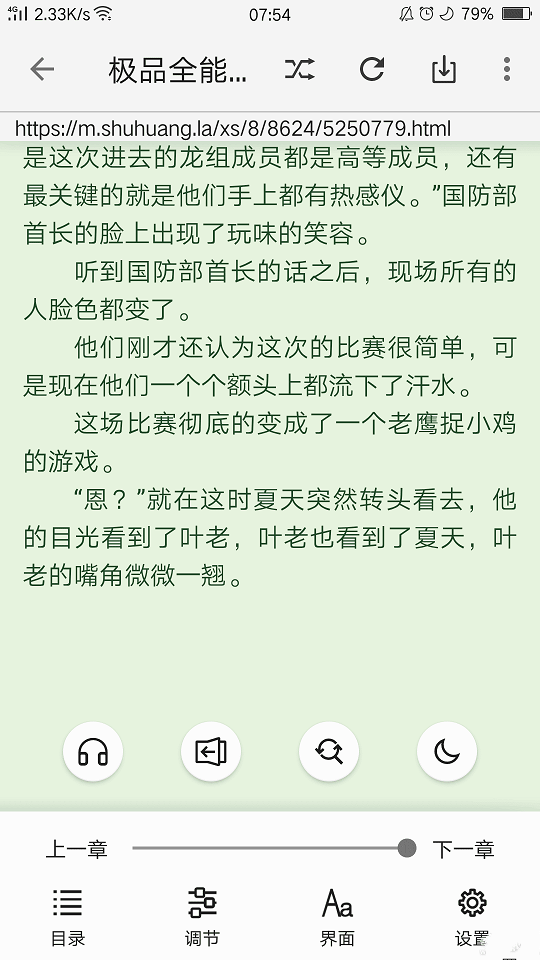 4G 2.33K/s 07:54 79%
极品全能...
https://m.shuhuang.la/xs/8/8624/5250779.html
是这次进去的龙组成员都是高等成员，还有
最关键的就是他们手上都有热感仪。”国防部
首长的脸上出现了玩味的笑容。
听到国防部首长的话之后，现场所有的
人脸色都变了。
他们刚才还认为这次的比赛很简单，可
是现在他们一个个额头上都流下了汗水。
这场比赛彻底的变成了一个老鹰捉小鸡
的游戏。
“恩？”就在这时夏天突然转头看去，他
的目光看到了叶老，叶老也看到了夏天，叶
老的嘴角微微一翘。
上一章 下一章
目录 调节 Aa 界面 设置